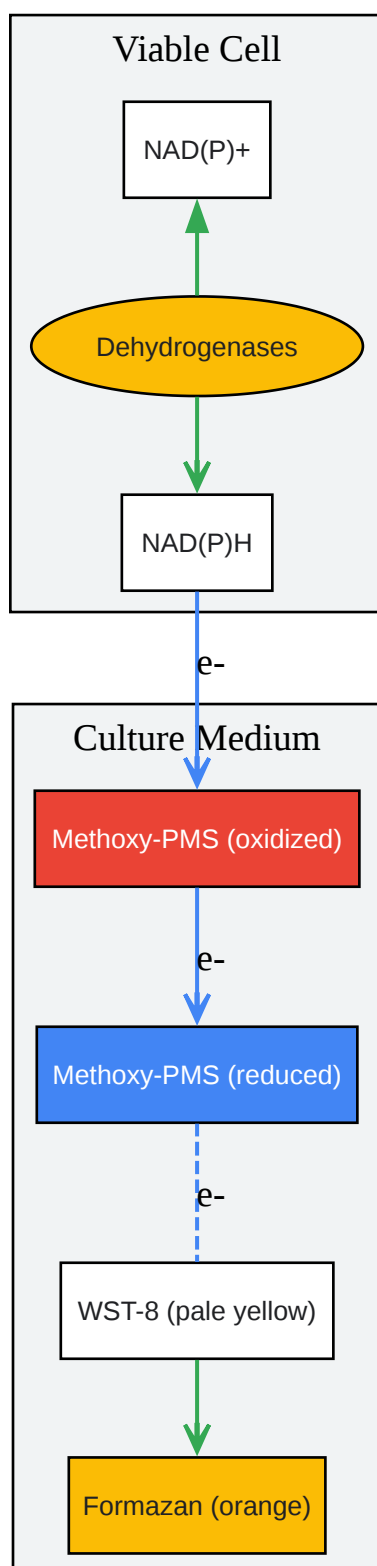 Viable Cell
NAD(P)+
Dehydrogenases
NAD(P)H
e-
Culture Medium
Methoxy-PMS (oxidized)
e-
Methoxy-PMS (reduced)
e-
WST-8 (pale yellow)
Formazan (orange)